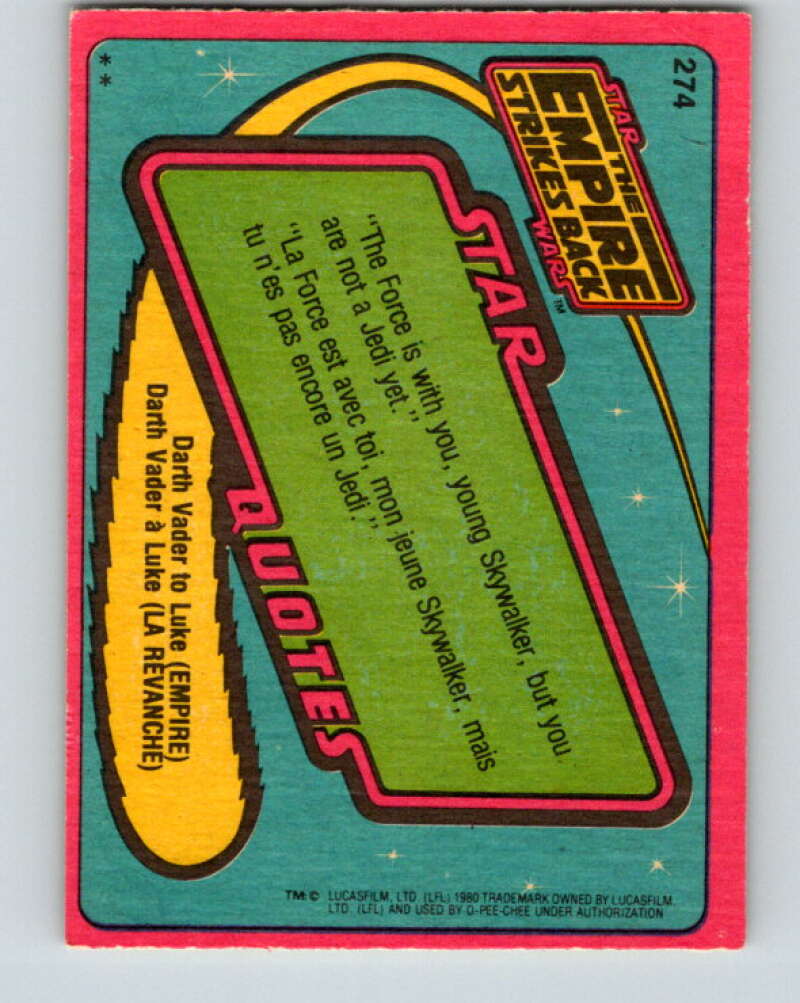 274
STAR WARS™
THE
EMPIRE
STRIKES BACK
STAR
"The Force is with you, young Skywalker, but you
are not a Jedi yet."
"La Force est avec toi, mon jeune Skywalker, mais
tu n'es pas encore un Jedi."
QUOTES
Darth Vader to Luke (EMPIRE)
Darth Vader à Luke (LA REVANCHE)
**
TM: © LUCASFILM, LTD. (LFL) 1980 TRADEMARK OWNED BY LUCASFILM,
LTD. (LFL) AND USED BY O-PEE-CHEE UNDER AUTHORIZATION